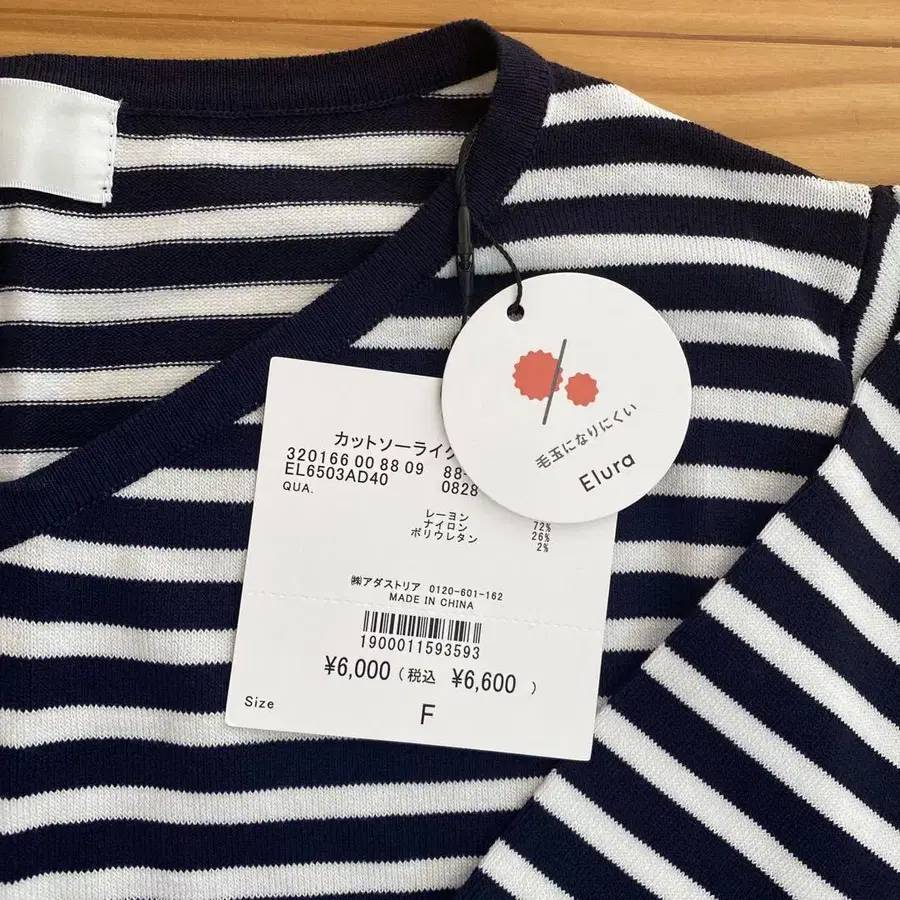 毛玉になりにくい
Elura
カットソーライク
320166 00 88 09 88-
EL6503AD40 0828
QUA.
レーヨン 72%
ナイロン 26%
ポリウレタン 2%
㈱アダストリア 0120-601-162
MADE IN CHINA
1900011593593
¥6,000 (税込 ¥6,600 )
Size F